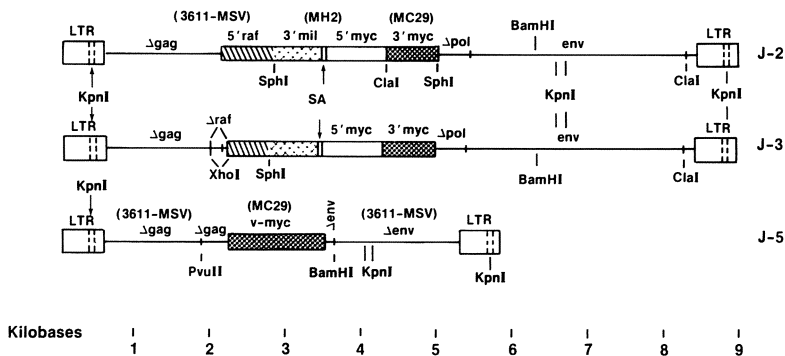 (3611-MSV) (MH2) (MC29)
LTR Δgag 5′raf 3′mil 5′myc 3′myc Δpol BamHI env LTR J-2
SphI ClaI SphI ClaI
KpnI SA KpnI KpnI
LTR Δgag Δraf 5′myc 3′myc Δpol env LTR J-3
XhoI SphI BamHI ClaI
KpnI
(3611-MSV) (MC29) (3611-MSV)
LTR Δgag Δgag v-myc Δenv Δenv LTR J-5
PvuII BamHI KpnI KpnI
Kilobases 1 2 3 4 5 6 7 8 9